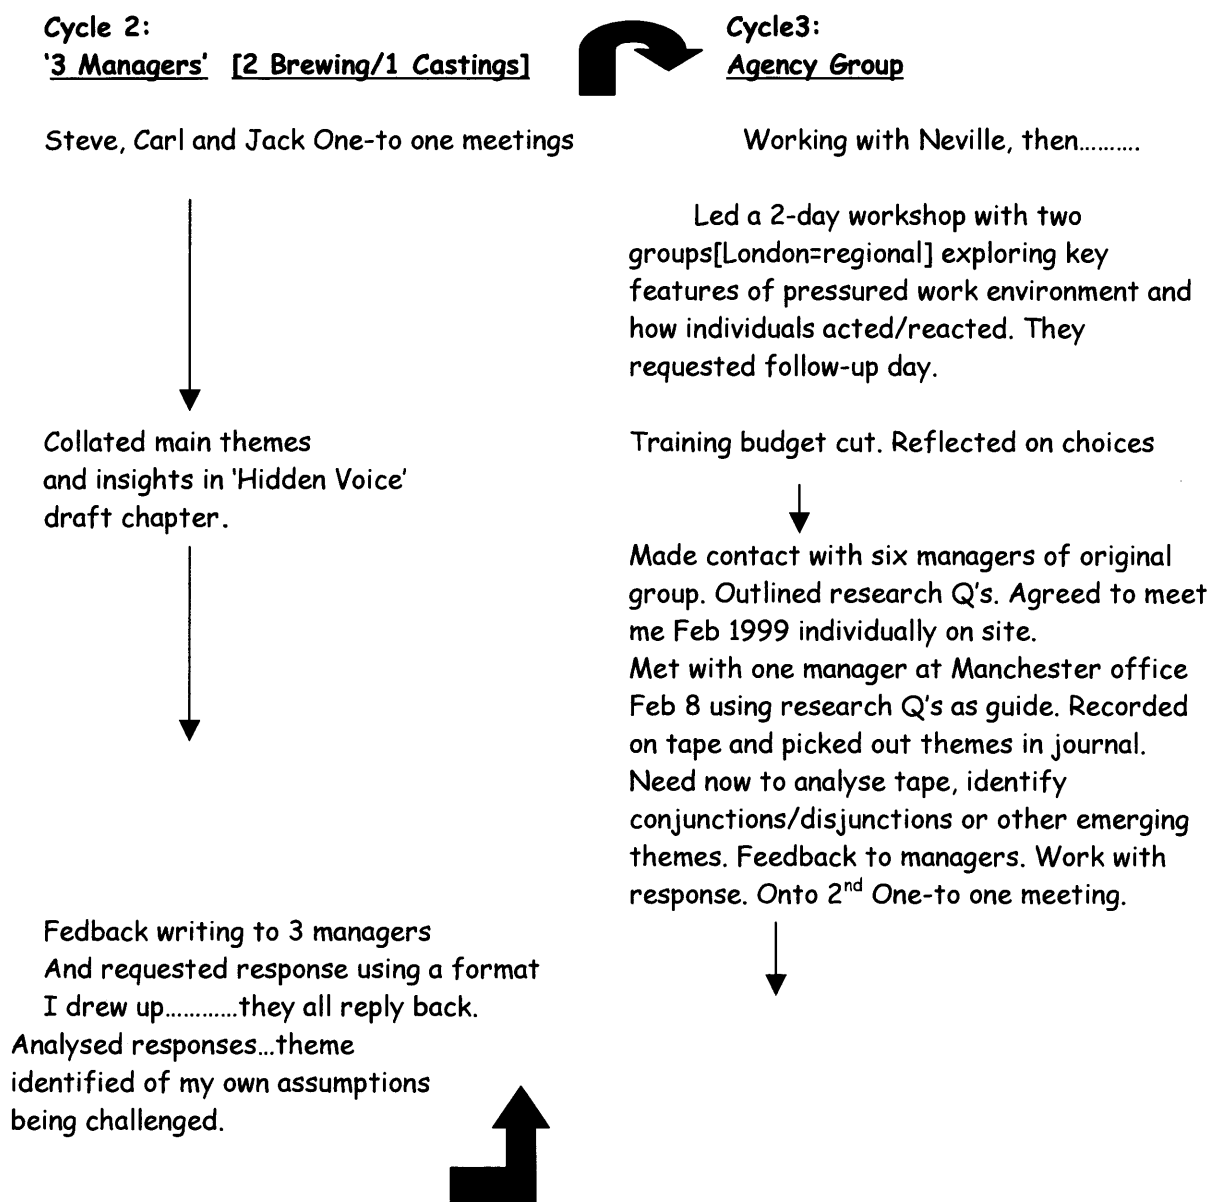 Cycle 2:
'3 Managers' [2 Brewing/1 Castings]
Steve, Carl and Jack One-to one meetings
Collated main themes
and insights in 'Hidden Voice'
draft chapter.
Fedback writing to 3 managers
And requested response using a format
I drew up............they all reply back.
Analysed responses...theme
identified of my own assumptions
being challenged.
Cycle3:
Agency Group
Working with Neville, then..........
Led a 2-day workshop with two
groups[London=regional] exploring key
features of pressured work environment and
how individuals acted/reacted. They
requested follow-up day.
Training budget cut. Reflected on choices
Made contact with six managers of original
group. Outlined research Q's. Agreed to meet
me Feb 1999 individually on site.
Met with one manager at Manchester office
Feb 8 using research Q's as guide. Recorded
on tape and picked out themes in journal.
Need now to analyse tape, identify
conjunctions/disjunctions or other emerging
themes. Feedback to managers. Work with
response. Onto 2nd One-to one meeting.